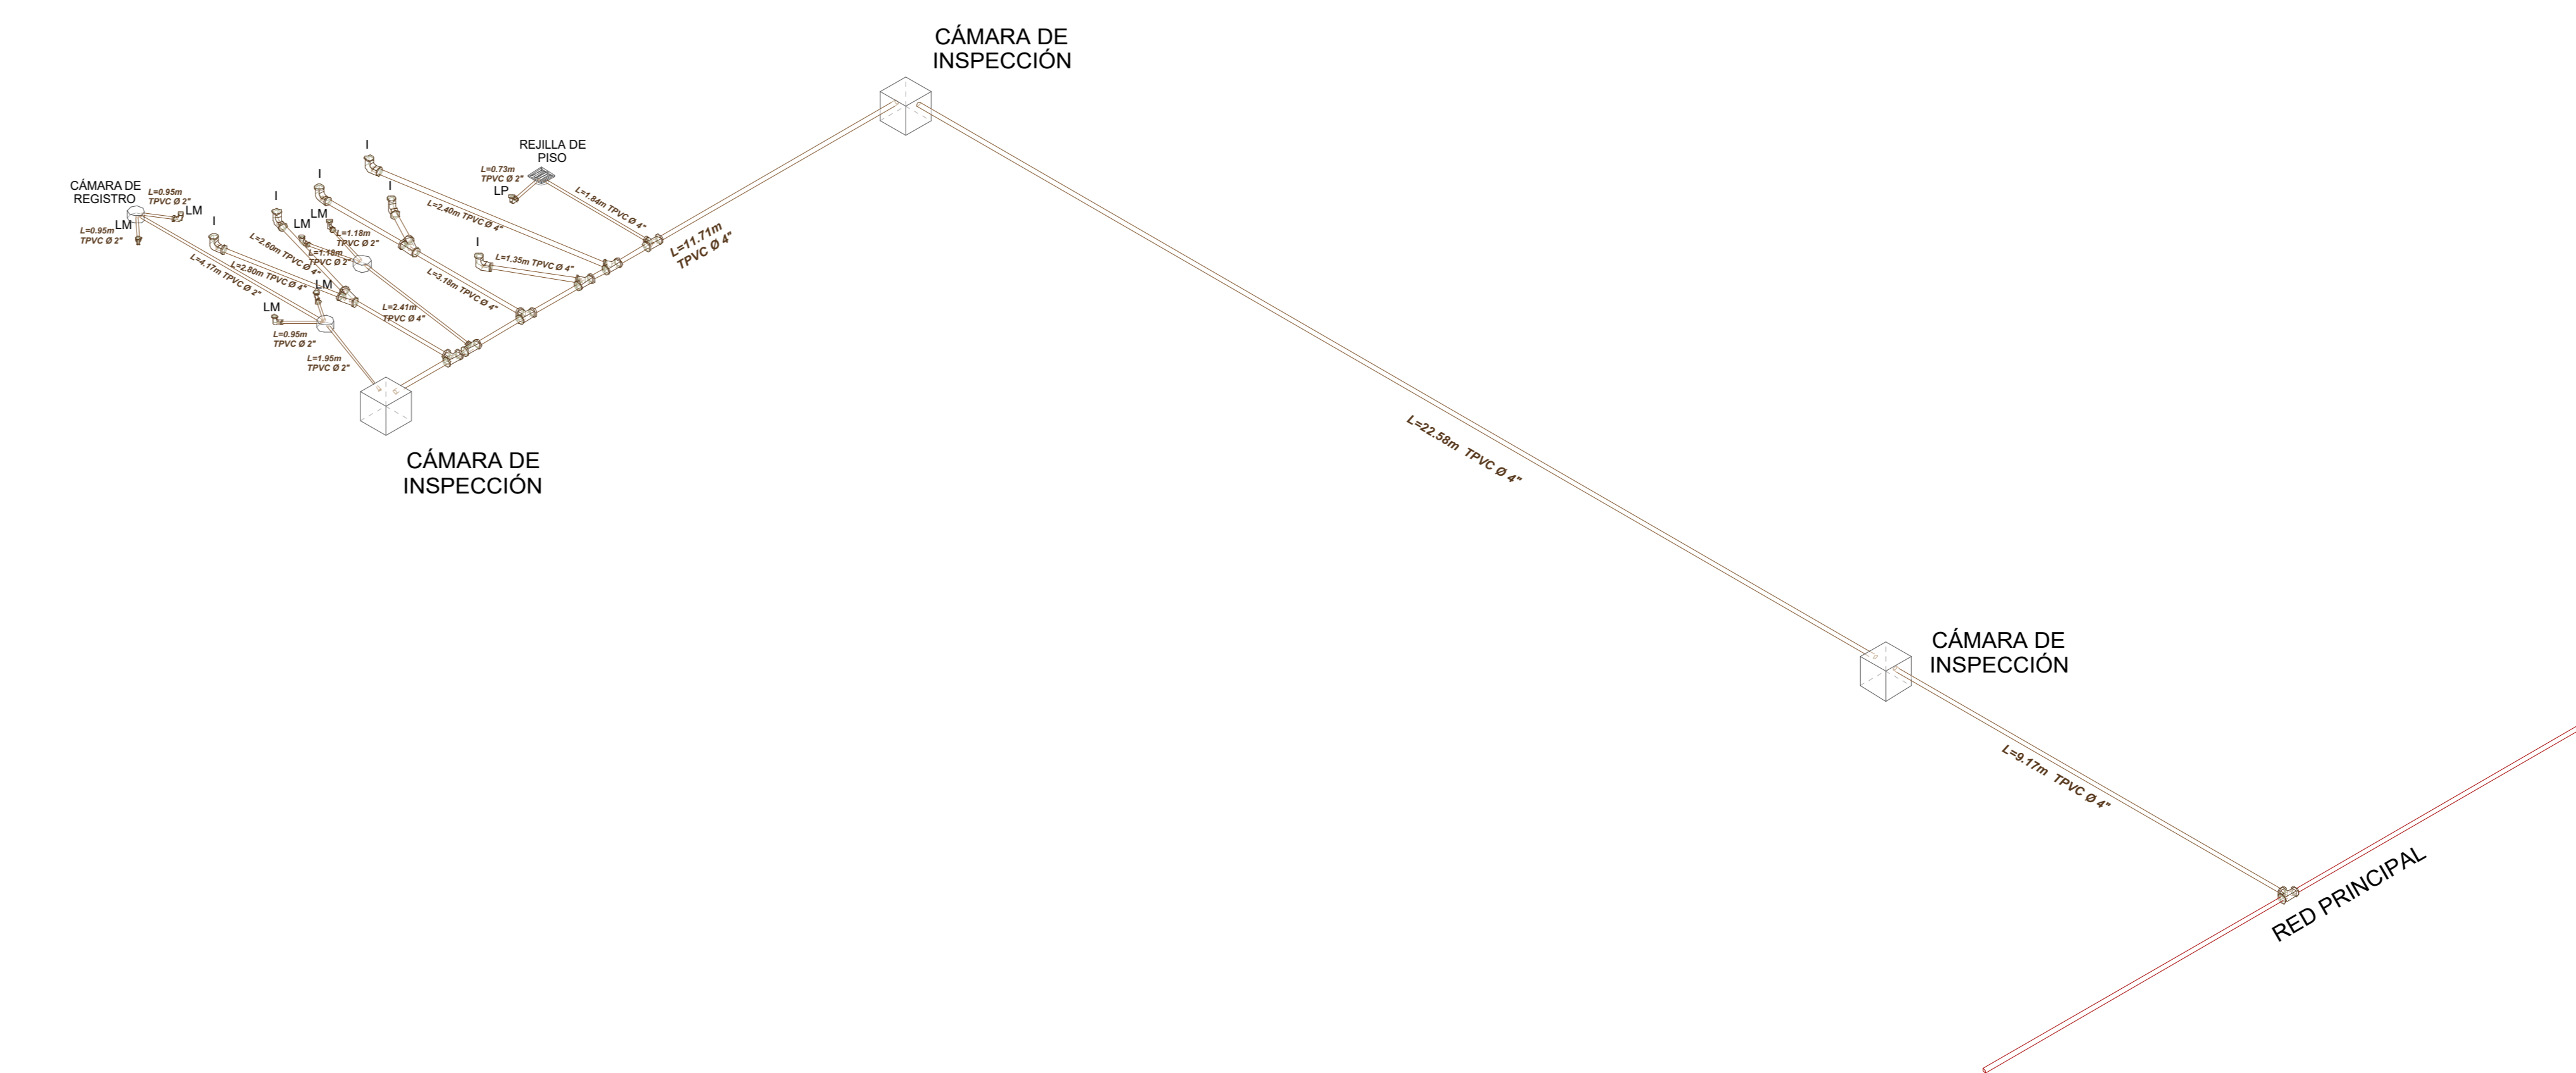 CÁMARA DE
INSPECCIÓN
I
REJILLA DE
PISO
I
I
L=0.73m
TPVC Ø 2"
LP
L=1.84m TPVC Ø 4"
CÁMARA DE
REGISTRO
L=0.95m
TPVC Ø 2"
LM
LM
L=0.95m
TPVC Ø 2"
I
I
LM
LM
L=2.40m TPVC Ø 4"
L=1.18m
TPVC Ø 2"
L=1.18m
TPVC Ø 2"
L=2.60m TPVC Ø 4"
L=2.80m TPVC Ø 4"
L=4.17m TPVC Ø 2"
I
L=1.35m TPVC Ø 4"
L=11.71m
TPVC Ø 4"
L=3.18m TPVC Ø 4"
LM
LM
L=2.41m
TPVC Ø 4"
L=0.95m
TPVC Ø 2"
L=1.95m
TPVC Ø 2"
CÁMARA DE
INSPECCIÓN
L=22.58m TPVC Ø 4"
CÁMARA DE
INSPECCIÓN
L=9.17m TPVC Ø 4"
RED PRINCIPAL